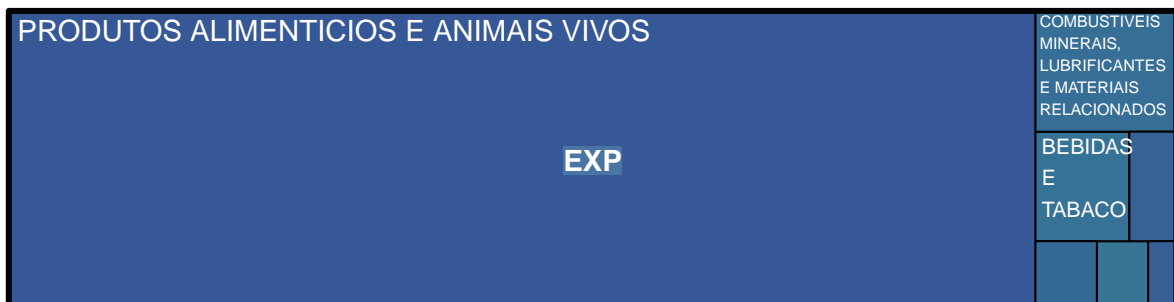 PRODUTOS ALIMENTICIOS E ANIMAIS VIVOS
EXP
COMBUSTIVEIS
MINERAIS,
LUBRIFICANTES
E MATERIAIS
RELACIONADOS
BEBIDAS
E
TABACO